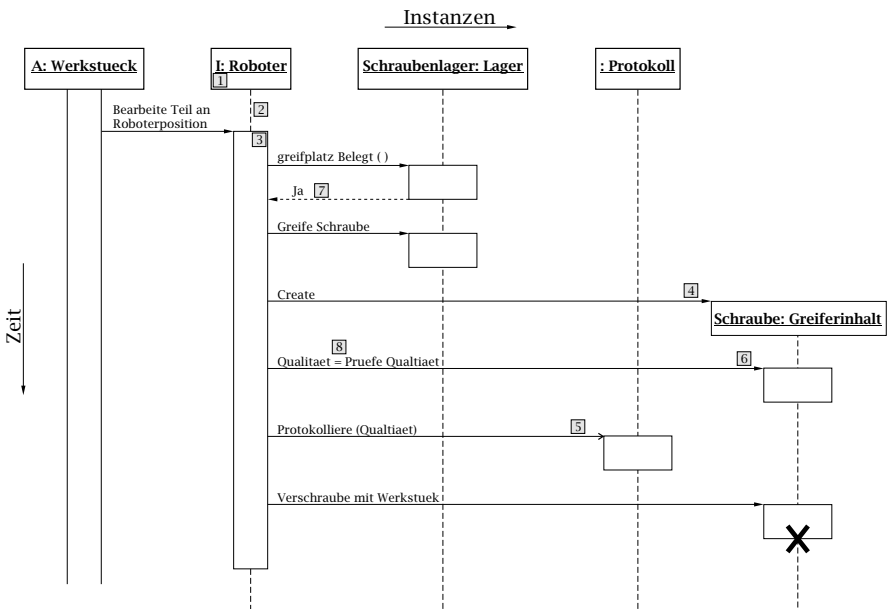 Instanzen
A: Werkstueck
I: Roboter
Schraubenlager: Lager
: Protokoll
1
Bearbeite Teil an
Roboterposition
2
3
greifplatz Belegt ( )
Ja
7
Greife Schraube
Zeit
Create
4
Schraube: Greiferinhalt
8
Qualitaet = Pruefe Qualtiaet
6
Protokolliere (Qualtiaet)
5
Verschraube mit Werkstuek